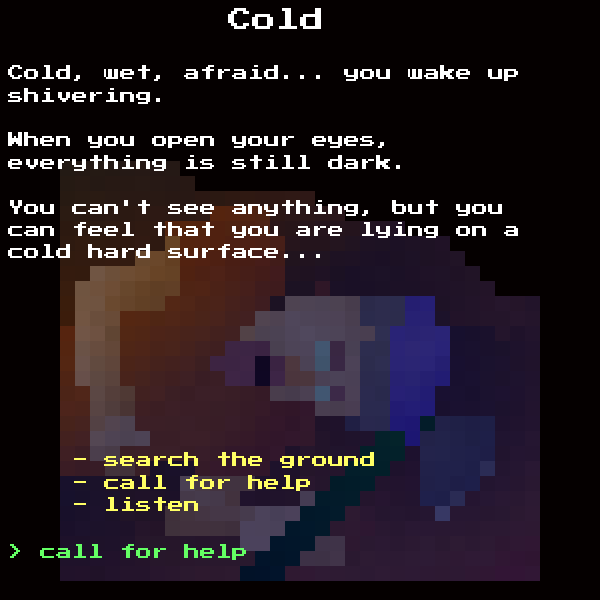 Cold
Cold, wet, afraid... you wake up
shivering.
When you open your eyes,
everything is still dark.
You can't see anything, but you
can feel that you are lying on a
cold hard surface...
- search the ground
- call for help
- listen
> call for help